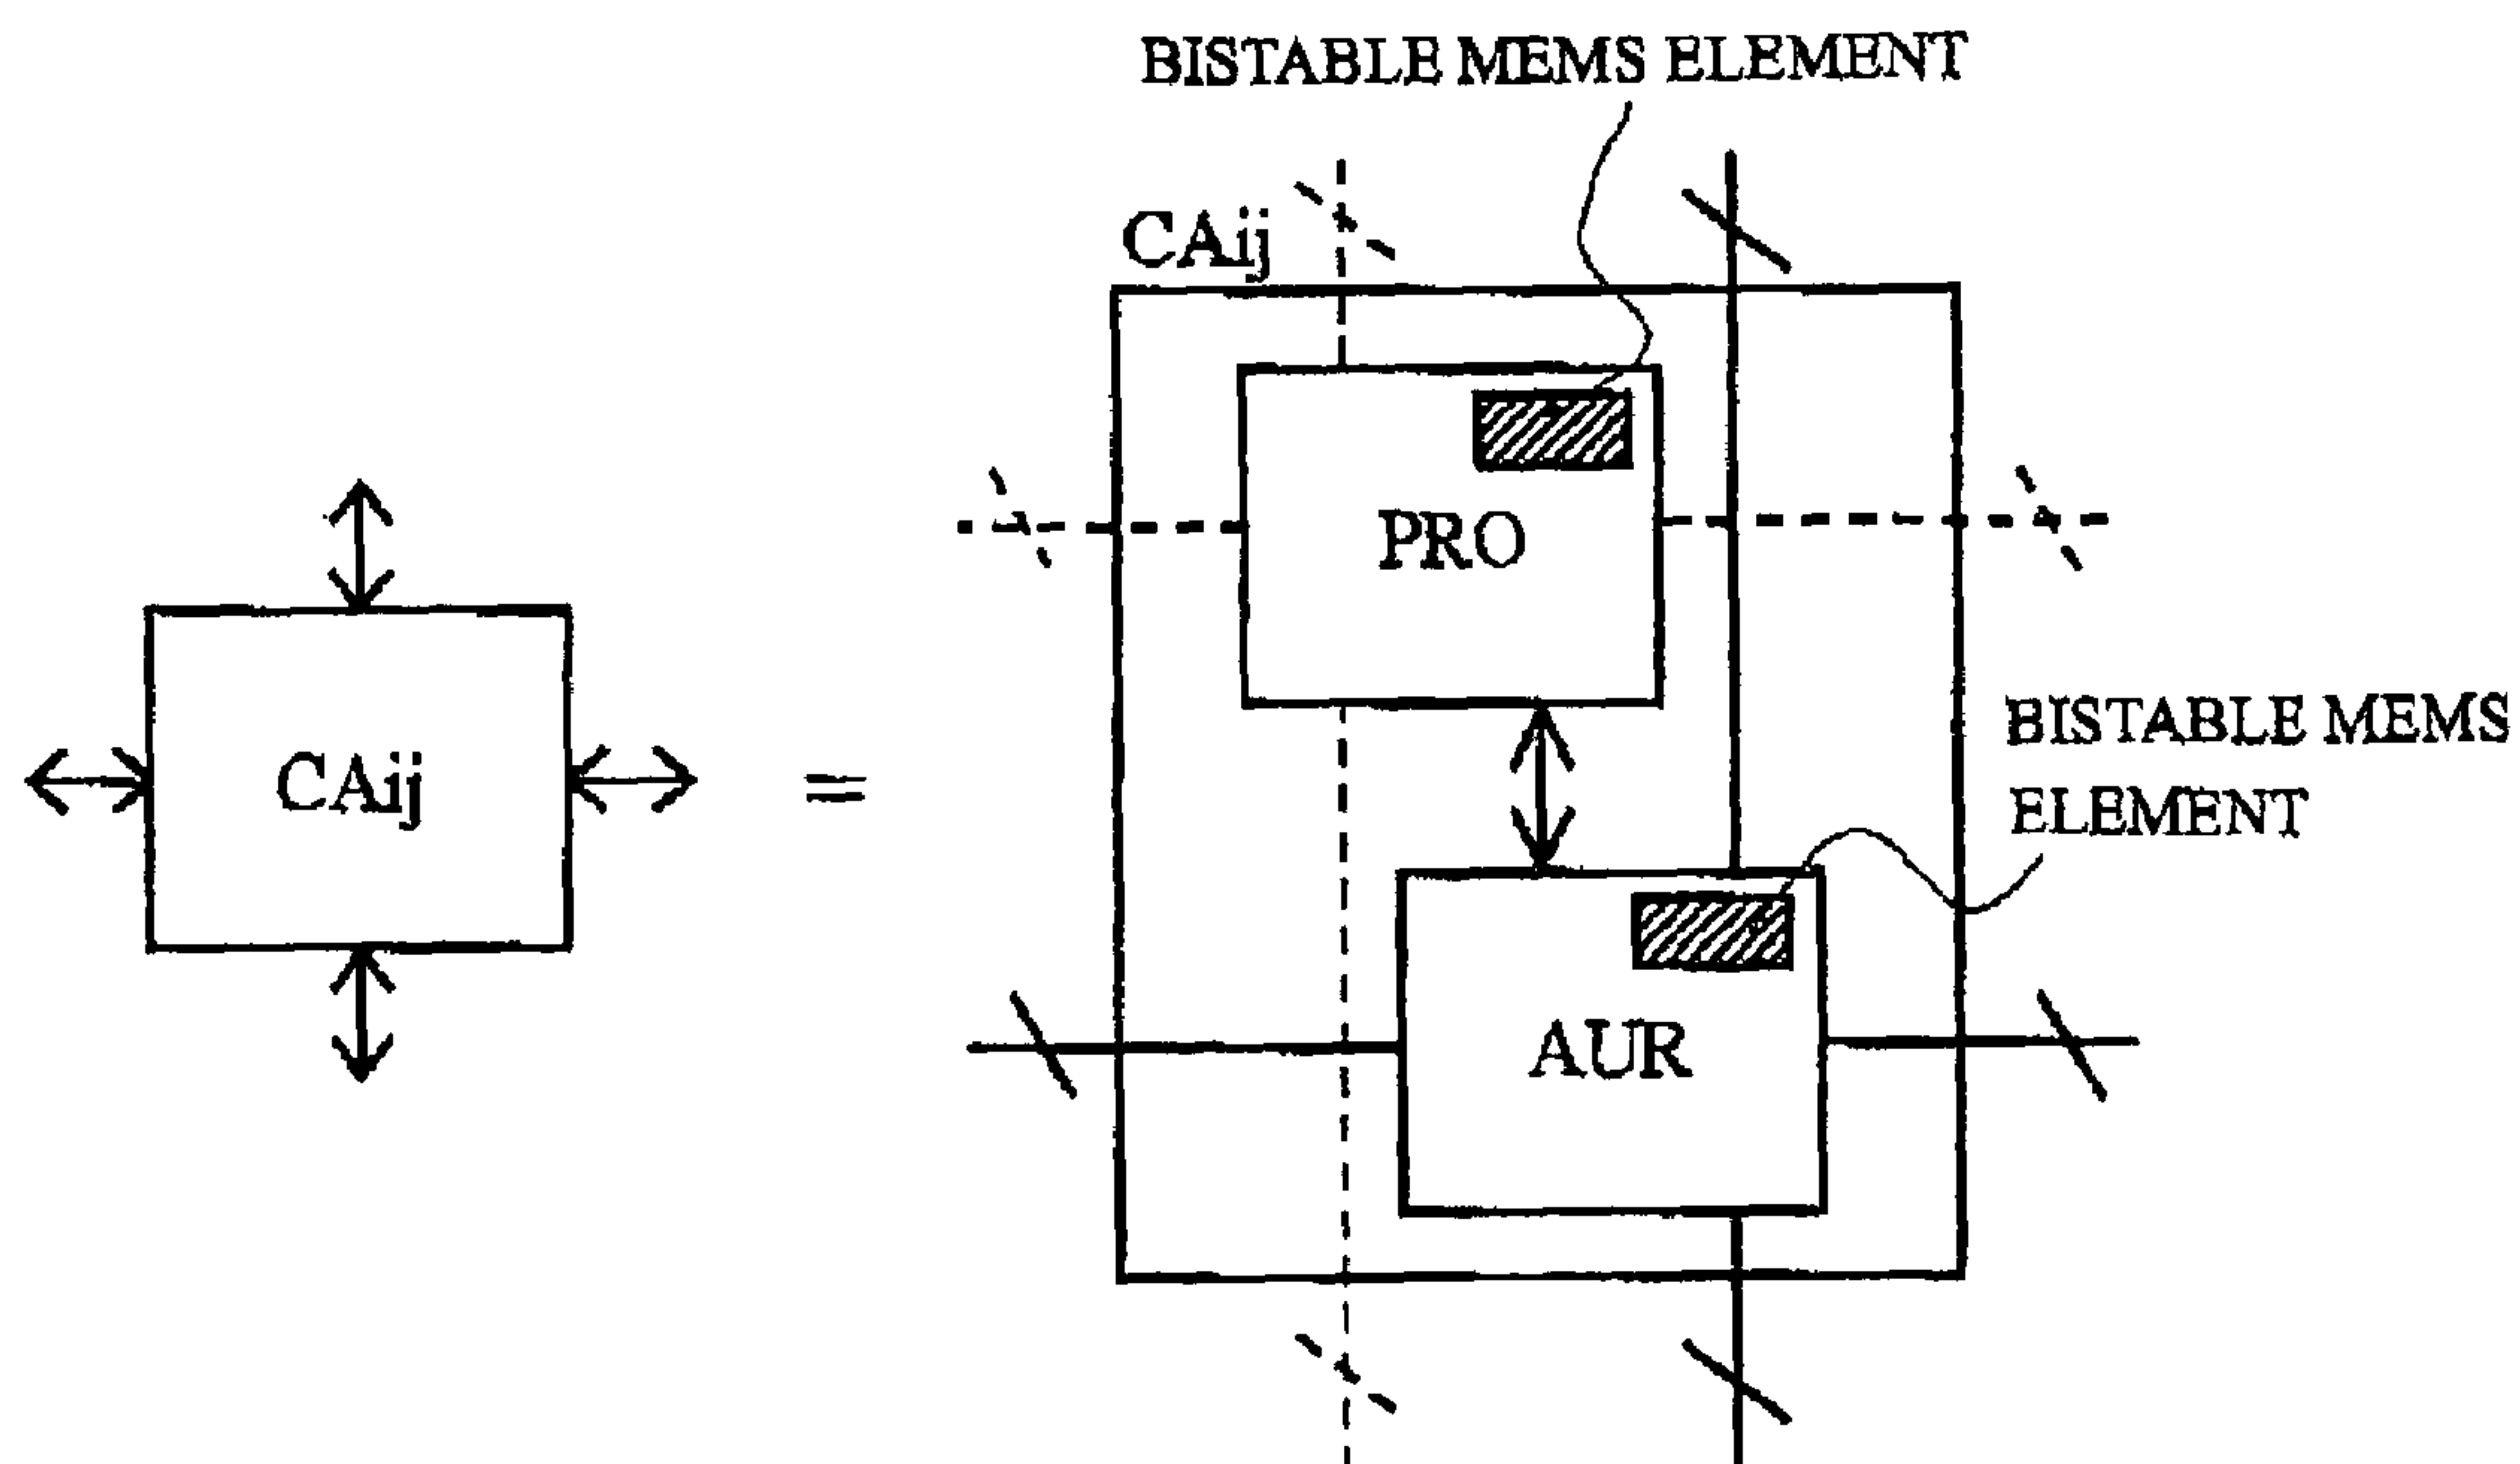 BISTABLE MEMS ELEMENT
CAij
PRO
BISTABLE MEMS
ELEMENT
CAij
=
AUR